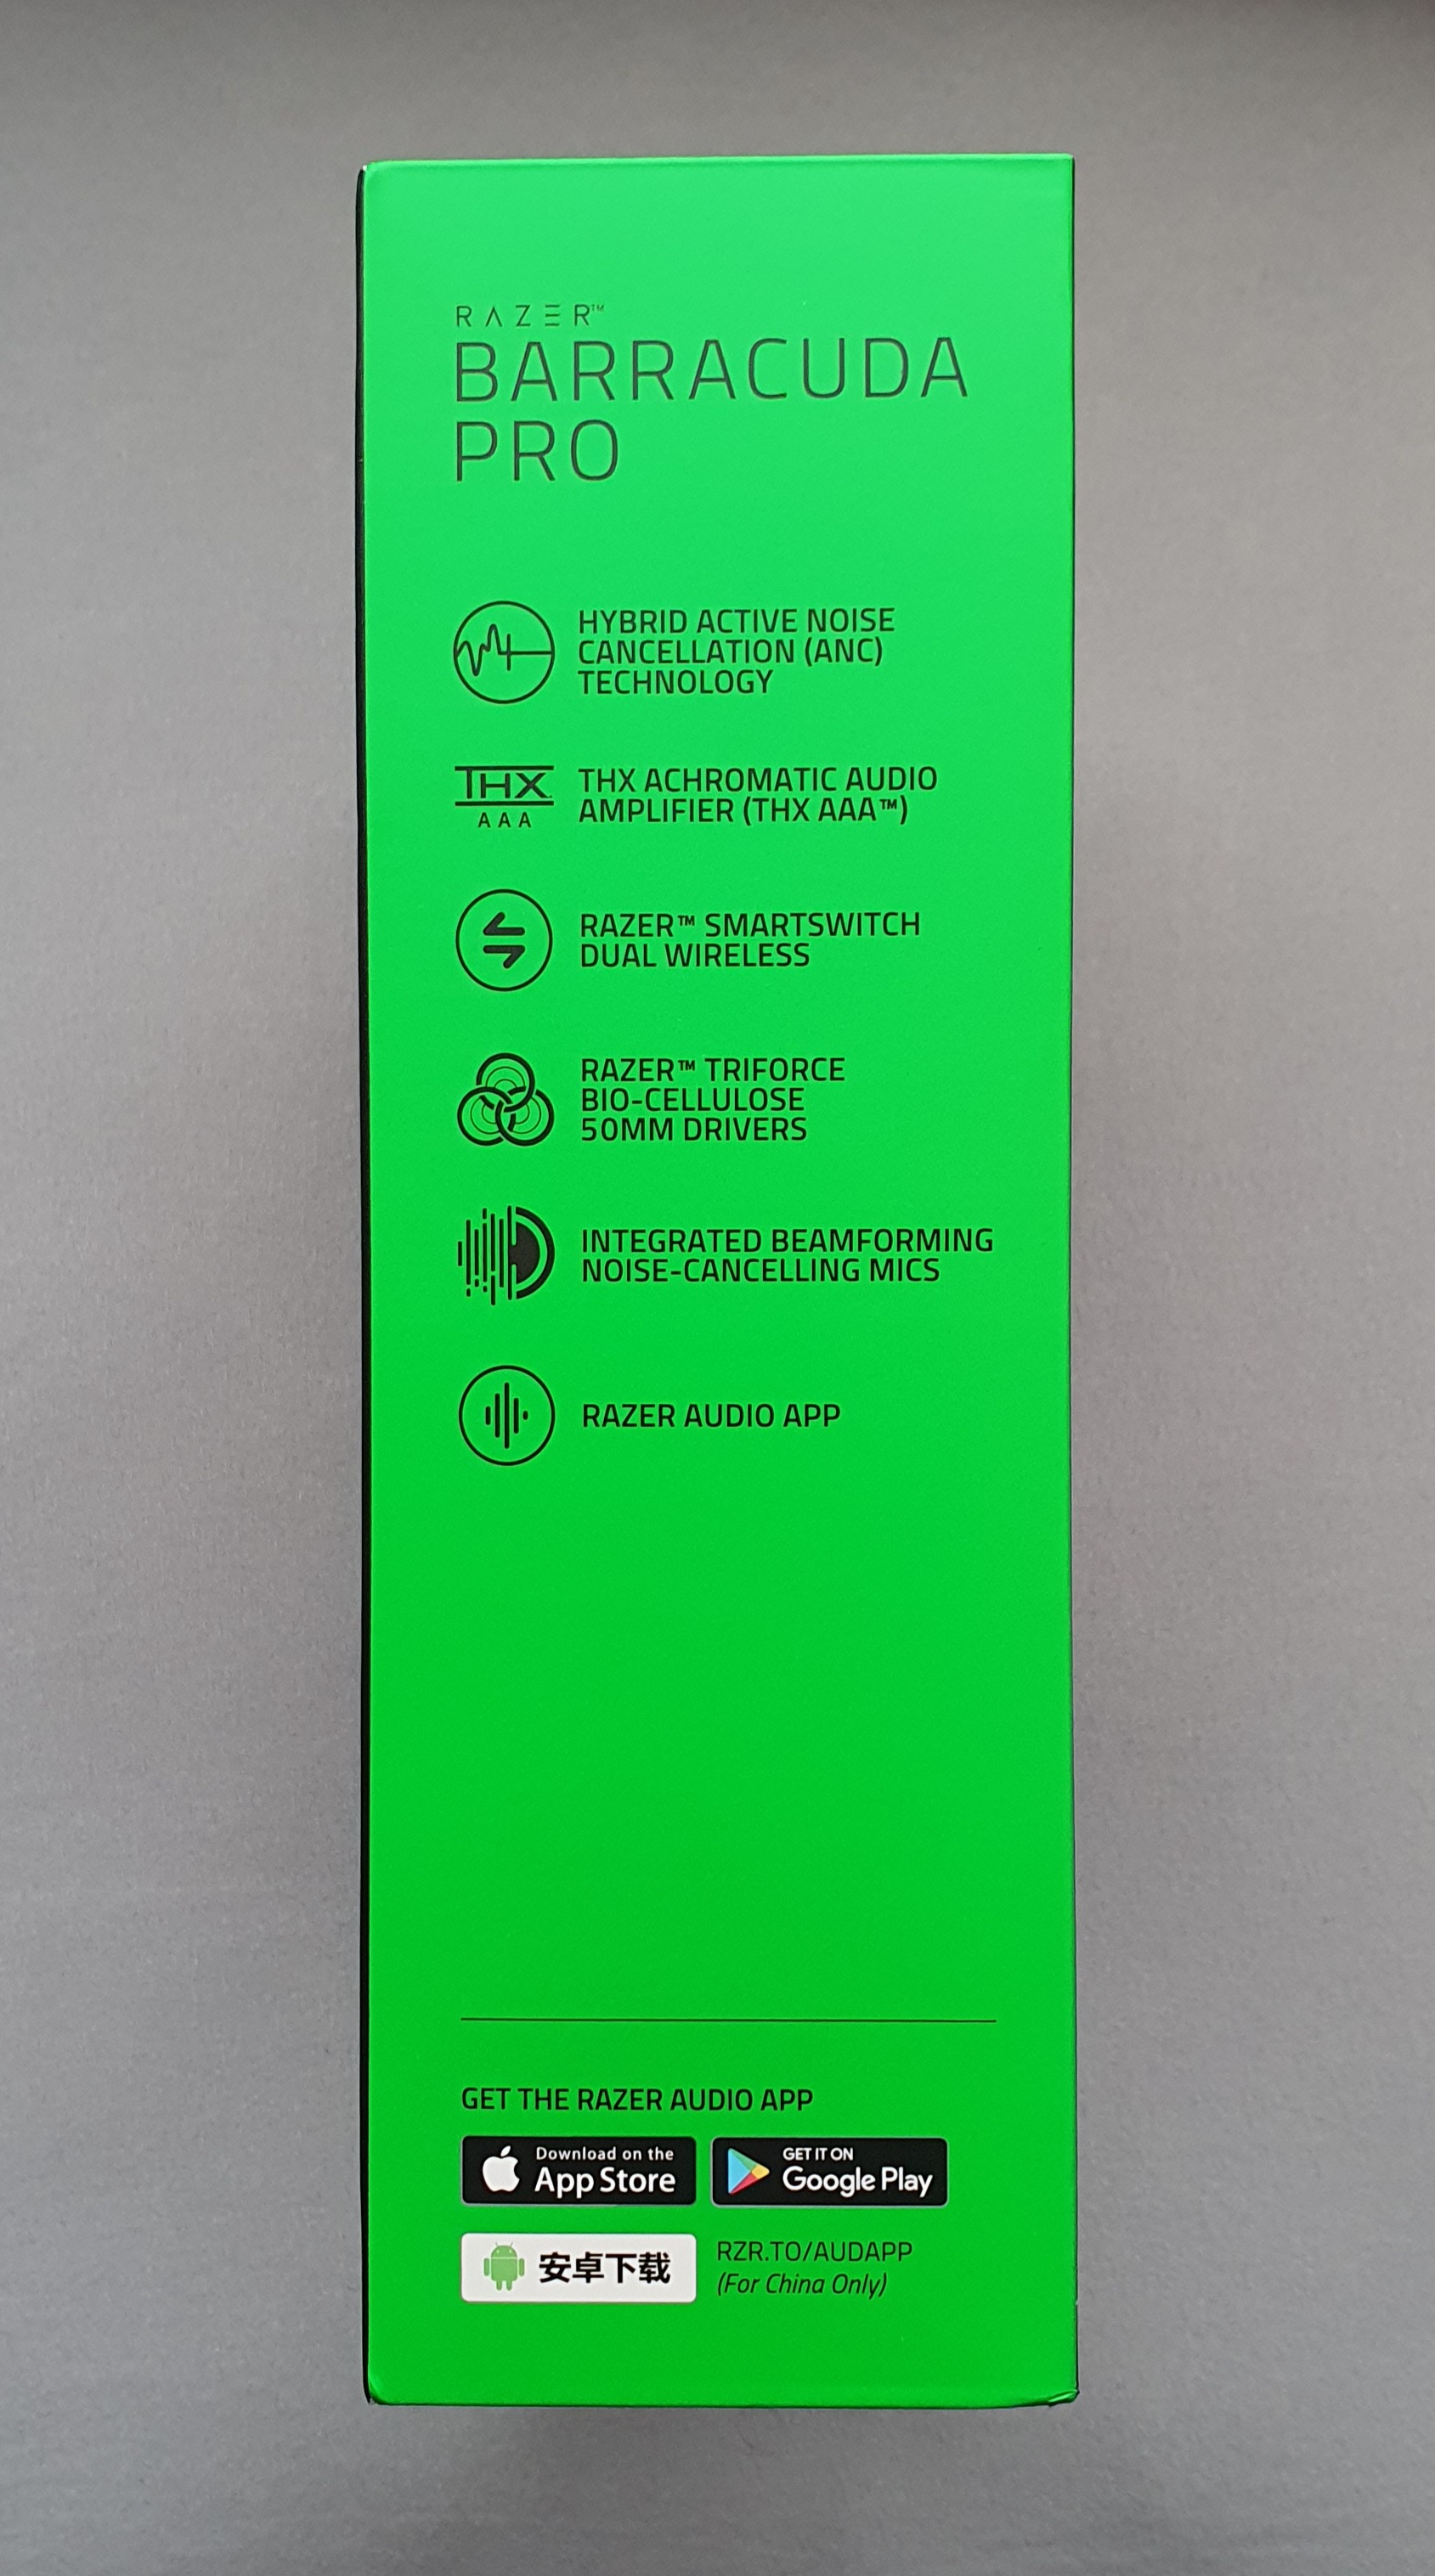 RAZER™
BARRACUDA
PRO
HYBRID ACTIVE NOISE
CANCELLATION (ANC)
TECHNOLOGY
THX
AAA
THX ACHROMATIC AUDIO
AMPLIFIER (THX AAA™)
RAZER™ SMARTSWITCH
DUAL WIRELESS
RAZER™ TRIFORCE
BIO-CELLULOSE
50MM DRIVERS
INTEGRATED BEAMFORMING
NOISE-CANCELLING MICS
RAZER AUDIO APP
GET THE RAZER AUDIO APP
Download on the
App Store
GET IT ON
Google Play
安卓下载
RZR.TO/AUDAPP
(For China Only)